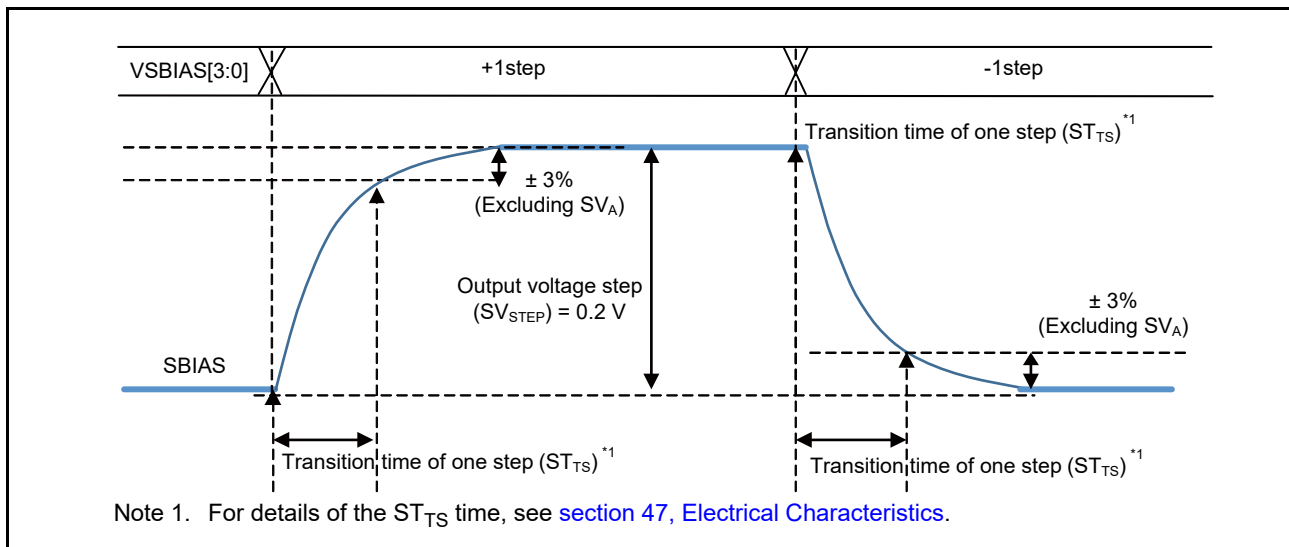 VSBIAS[3:0]
+1step
-1step
Transition time of one step (STTS)*1
± 3%
(Excluding SVA)
Output voltage step
(SVSTEP) = 0.2 V
± 3%
(Excluding SVA)
SBIAS
Transition time of one step (STTS)*1
Transition time of one step (STTS)*1
Note 1. For details of the STTS time, see section 47, Electrical Characteristics.